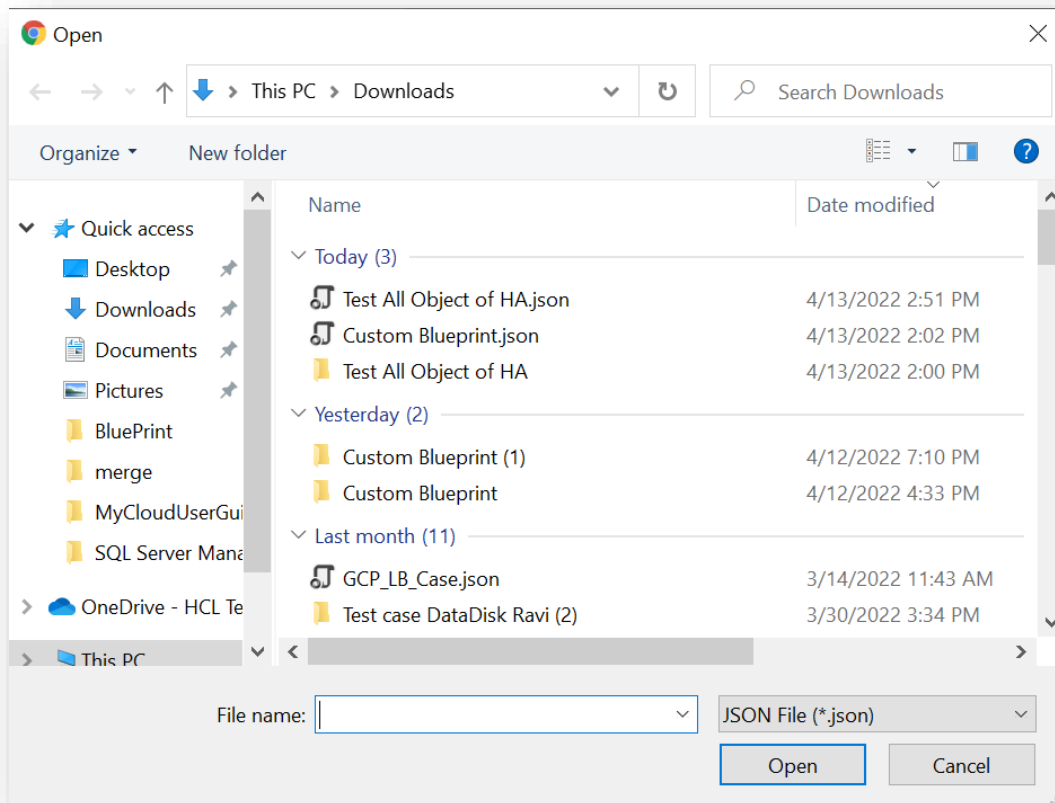 Open
This PC > Downloads
Search Downloads
Organize
New folder
?
Name
Date modified
Quick access
Desktop
Downloads
Documents
Pictures
BluePrint
merge
MyCloudUserGui
SQL Server Mana
OneDrive - HCL Te
This PC
Today (3)
Test All Object of HA.json 4/13/2022 2:51 PM
Custom Blueprint.json 4/13/2022 2:02 PM
Test All Object of HA 4/13/2022 2:00 PM
Yesterday (2)
Custom Blueprint (1) 4/12/2022 7:10 PM
Custom Blueprint 4/12/2022 4:33 PM
Last month (11)
GCP_LB_Case.json 3/14/2022 11:43 AM
Test case DataDisk Ravi (2) 3/30/2022 3:34 PM
File name:
JSON File (*.json)
Open
Cancel